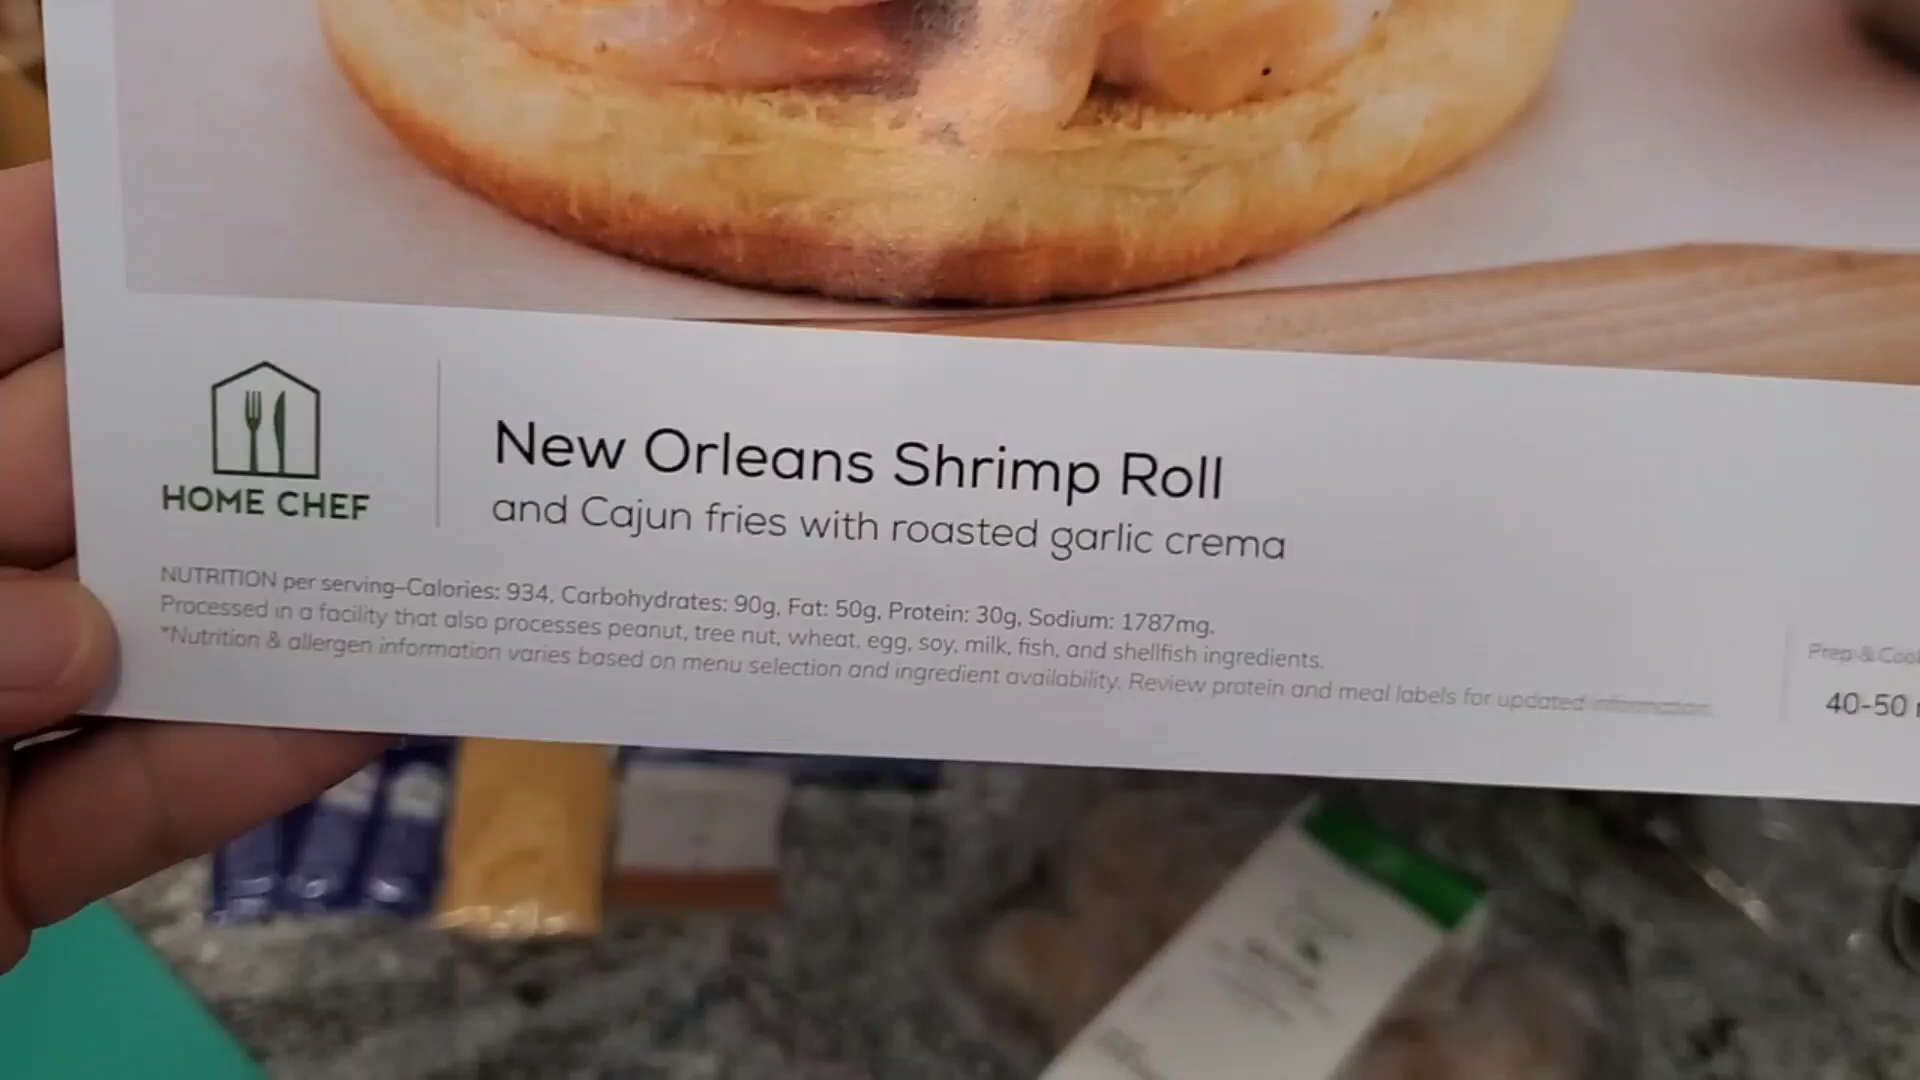 HOME CHEF
New Orleans Shrimp Roll
and Cajun fries with roasted garlic crema
NUTRITION per serving–Calories: 934, Carbohydrates: 90g, Fat: 50g, Protein: 30g, Sodium: 1787mg.
Processed in a facility that also processes peanut, tree nut, wheat, egg, soy, milk, fish, and shellfish ingredients.
*Nutrition & allergen information varies based on menu selection and ingredient availability. Review protein and meal labels for updated information.
Prep & Cook
40-50